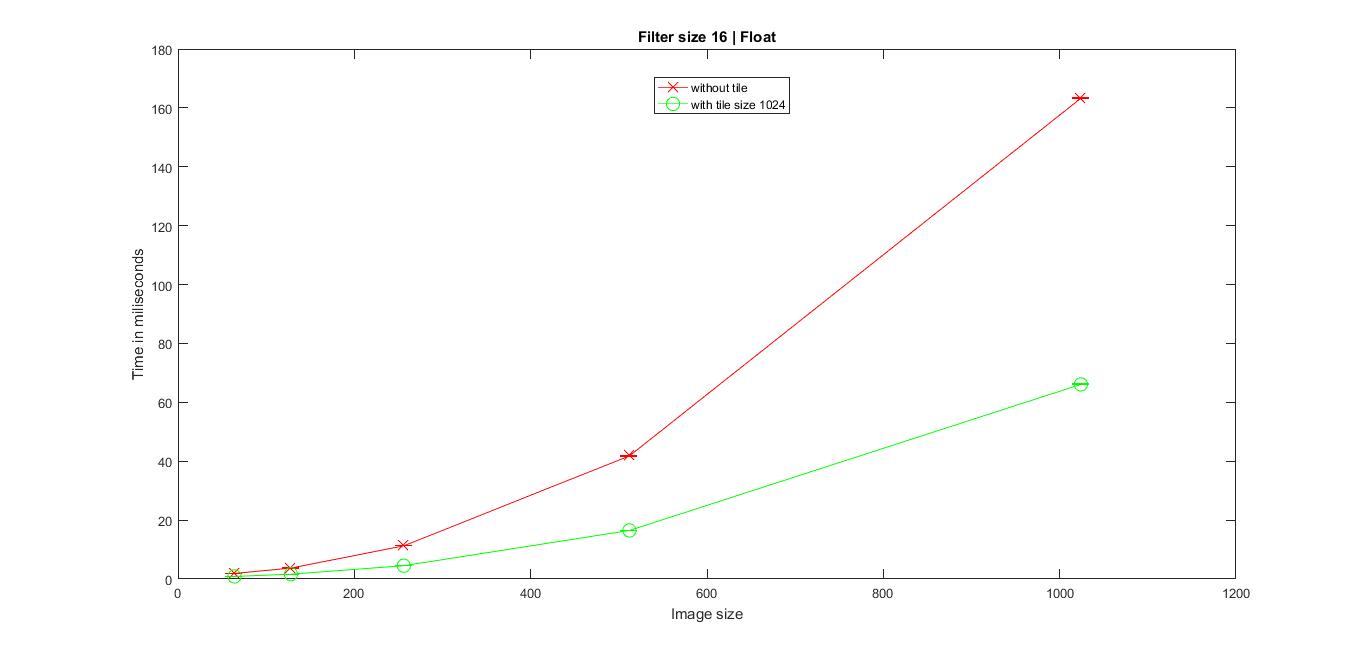 Filter size 16 | Float
without tile
with tile size 1024
Time in miliseconds
180
160
140
120
100
80
60
40
20
0
0 200 400 600 800 1000 1200
Image size